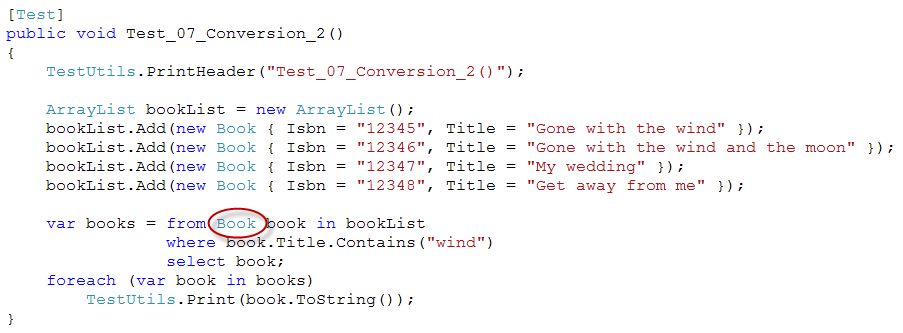 [Test]
public void Test_07_Conversion_2()
{
    TestUtils.PrintHeader("Test_07_Conversion_2()");

    ArrayList bookList = new ArrayList();
    bookList.Add(new Book { Isbn = "12345", Title = "Gone with the wind" });
    bookList.Add(new Book { Isbn = "12346", Title = "Gone with the wind and the moon" });
    bookList.Add(new Book { Isbn = "12347", Title = "My wedding" });
    bookList.Add(new Book { Isbn = "12348", Title = "Get away from me" });

    var books = from Book book in bookList
                where book.Title.Contains("wind")
                select book;
    foreach (var book in books)
        TestUtils.Print(book.ToString());
}